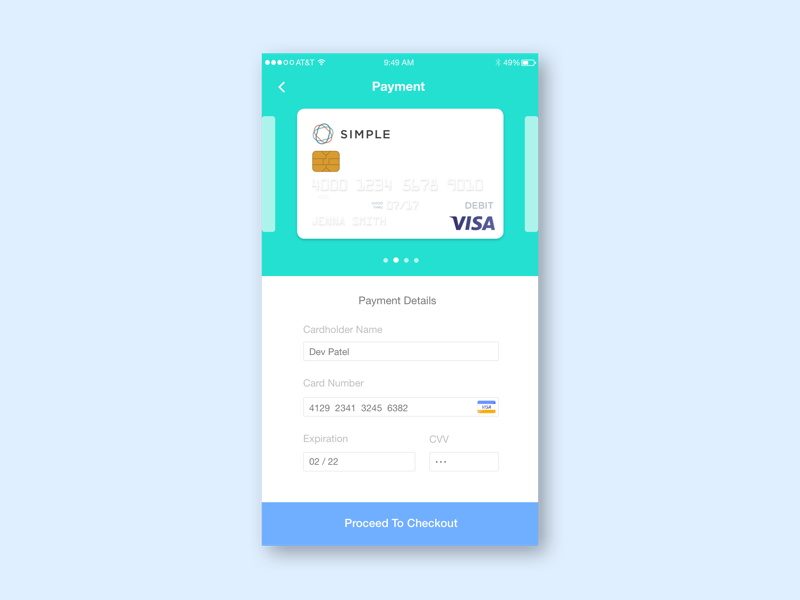 AT&T 9:49 AM 49%
Payment
SIMPLE
4000 1234 5678 9010
07/17
DEBIT
JENNA SMITH
VISA
Payment Details
Cardholder Name
Dev Patel
Card Number
4129 2341 3245 6382 VISA
Expiration CVV
02 / 22 ···
Proceed To Checkout